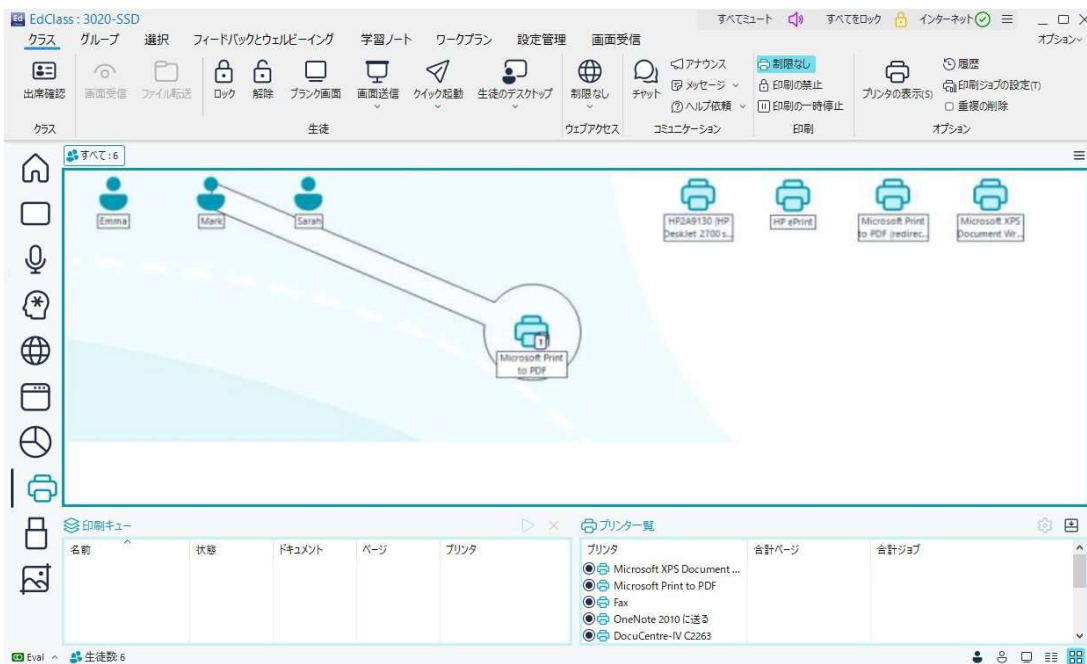 EdClass : 3020-SSD
すべてミュート
すべてをロック
インターネット
クラス グループ 選択 フィードバックとウェルビーイング 学習ノート ワークプラン 設定管理 画面受信
オプション
出席確認
画面受信
ファイル転送
ロック
解除
ブランク画面
画面送信
クイック起動
生徒のデスクトップ
制限なし
チャット
アナウンス
メッセージ
ヘルプ依頼
制限なし
印刷の禁止
印刷の一時停止
プリンタの表示(S)
履歴
印刷ジョブの設定(T)
重複の削除
クラス
生徒
ウェブアクセス
コミュニケーション
印刷
オプション
すべて:6
Emma
Mark
Sarah
HP2A9130 (HP
DeskJet 2700 s...
HP ePrint
Microsoft Print
to PDF (redirec...
Microsoft XPS
Document Wr...
1
Microsoft Print
to PDF
印刷キュー
名前 状態 ドキュメント ページ プリンタ
プリンタ一覧
プリンタ 合計ページ 合計ジョブ
Microsoft XPS Document ...
Microsoft Print to PDF
Fax
OneNote 2010 に送る
DocuCentre-IV C2263
Eval
生徒数: 6